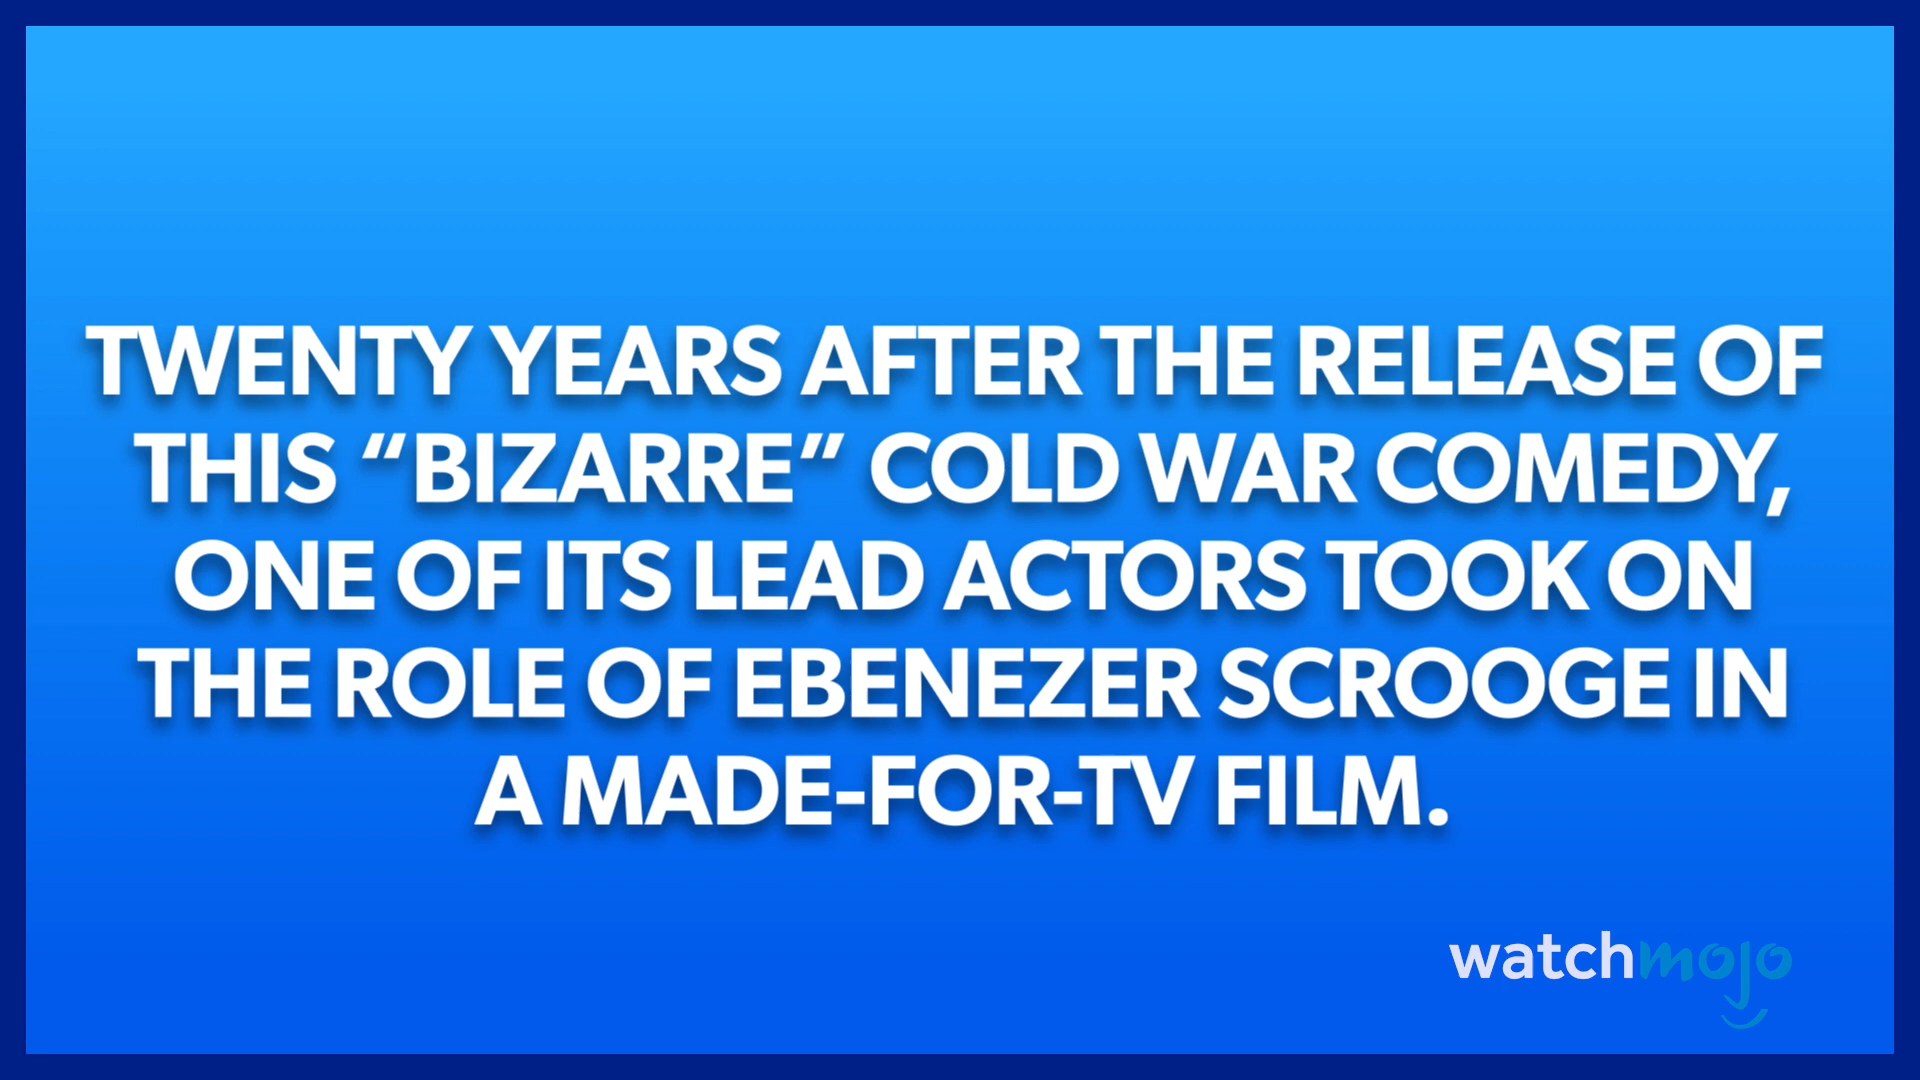 TWENTY YEARS AFTER THE RELEASE OF
THIS “BIZARRE” COLD WAR COMEDY,
ONE OF ITS LEAD ACTORS TOOK ON
THE ROLE OF EBENEZER SCROOGE IN
A MADE-FOR-TV FILM.
watchmojo